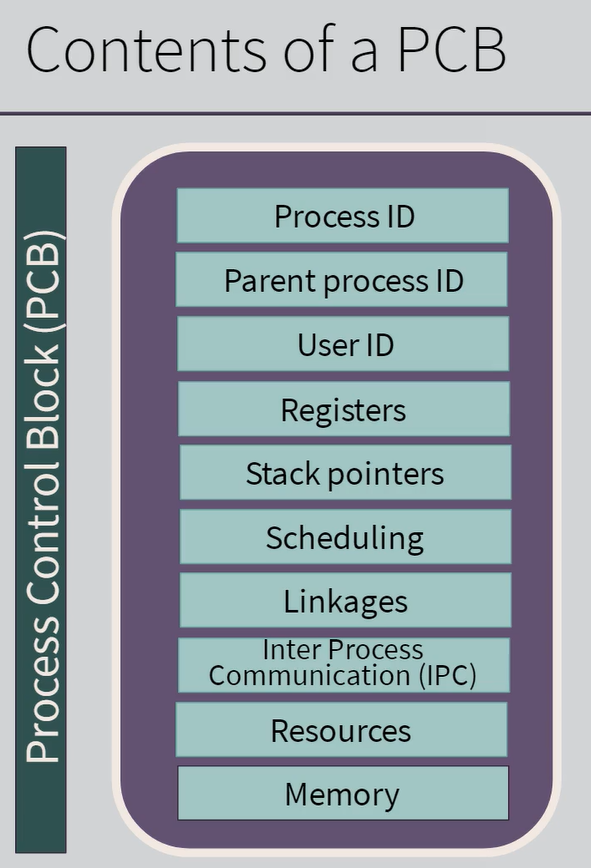 Contents of a PCB
Process Control Block (PCB)
Process ID
Parent process ID
User ID
Registers
Stack pointers
Scheduling
Linkages
Inter Process
Communication (IPC)
Resources
Memory